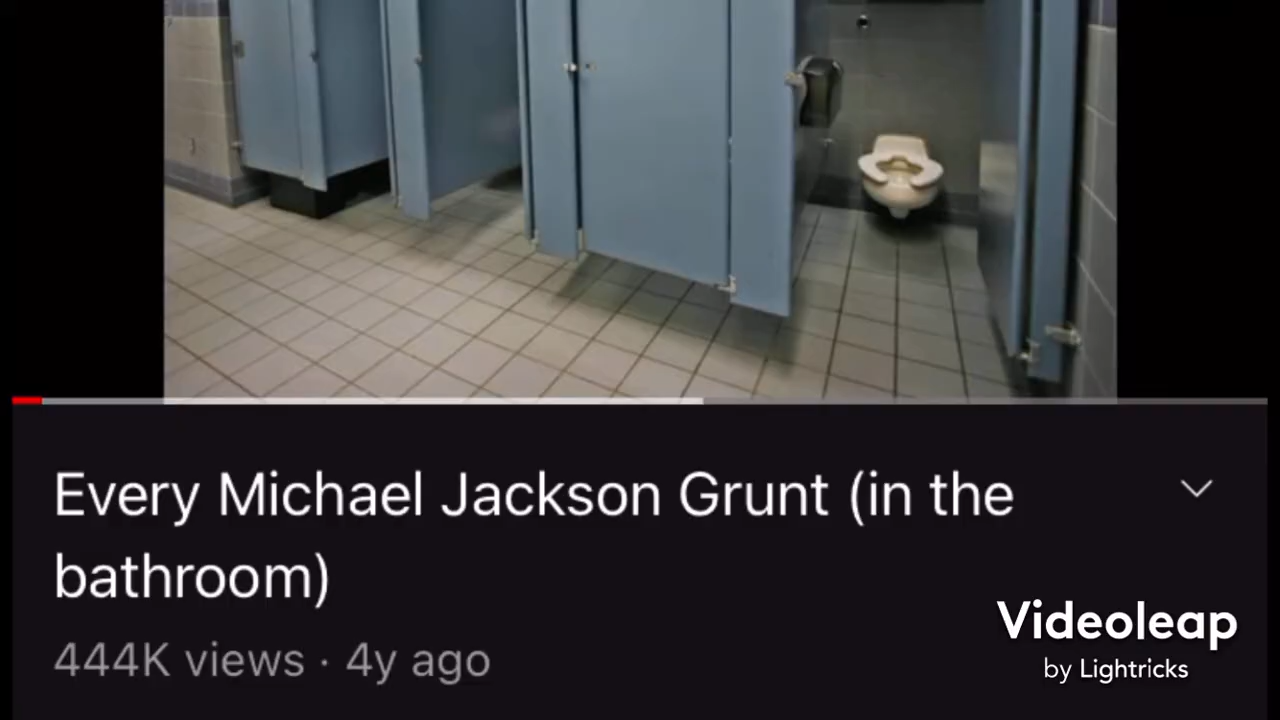 Every Michael Jackson Grunt (in the
bathroom)
444K views · 4y ago
Videoleap
by Lightricks